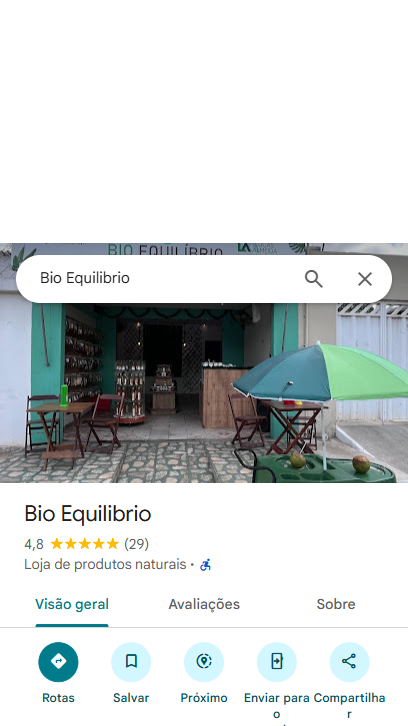 BIO EQUILÍBRIO
Bio Equilibrio
Bio Equilibrio
4,8 (29)
Loja de produtos naturais ·
Visão geral Avaliações Sobre
Rotas Salvar Próximo Enviar para o Compartilhar